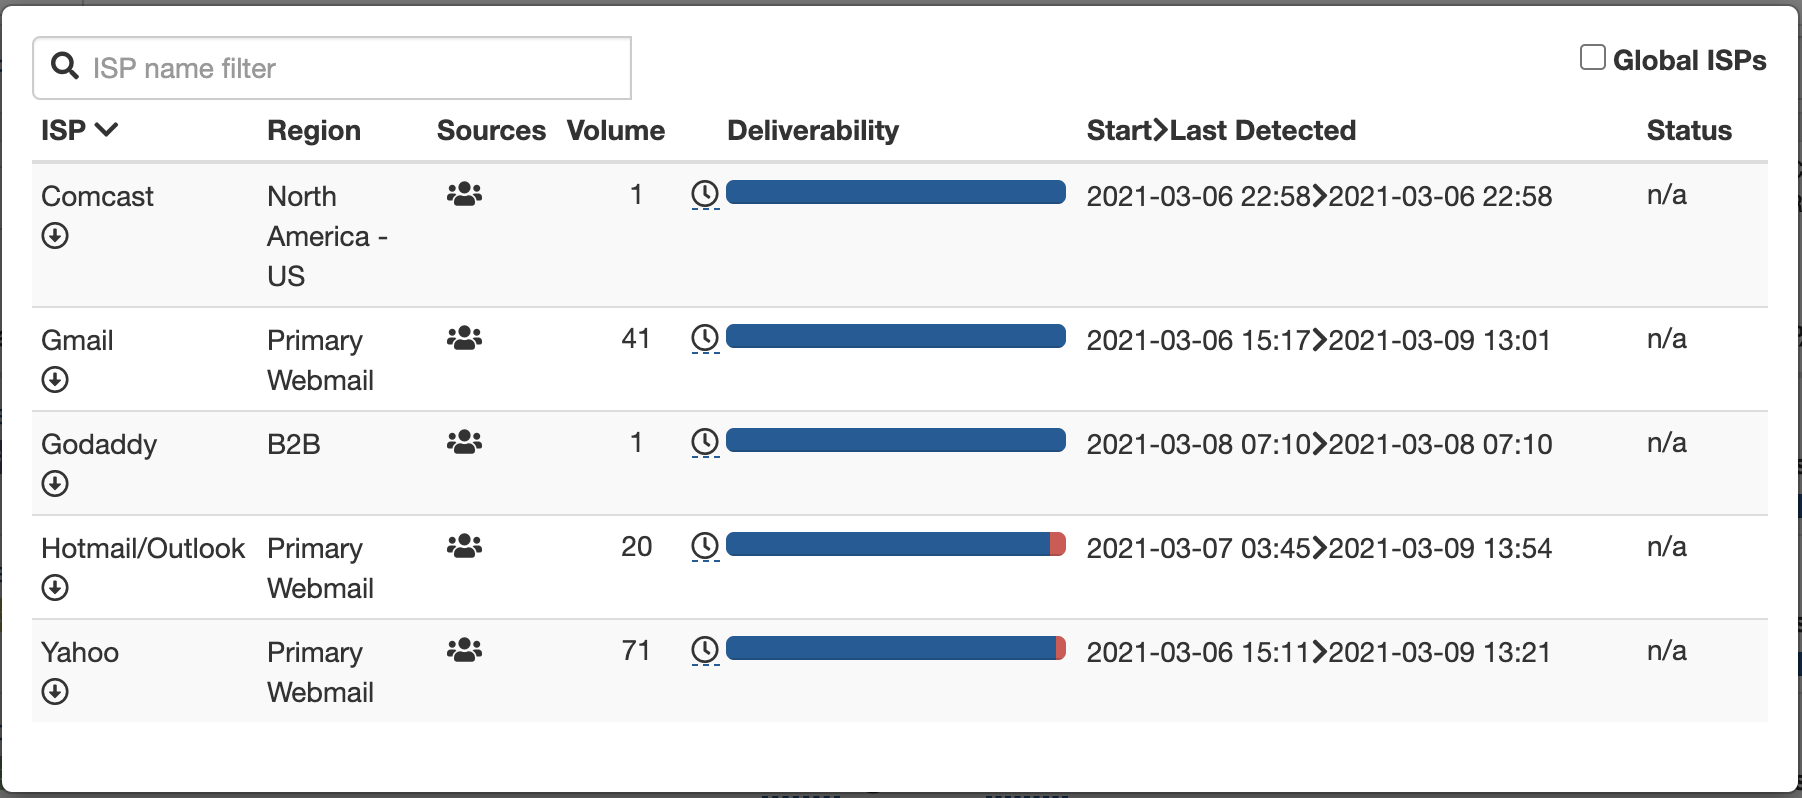 ISP name filter
Global ISPs
ISP Region Sources Volume Deliverability Start>Last Detected Status
Comcast North 1 2021-03-06 22:58>2021-03-06 22:58 n/a
America -
US
Gmail Primary 41 2021-03-06 15:17>2021-03-09 13:01 n/a
Webmail
Godaddy B2B 1 2021-03-08 07:10>2021-03-08 07:10 n/a
Hotmail/Outlook Primary 20 2021-03-07 03:45>2021-03-09 13:54 n/a
Webmail
Yahoo Primary 71 2021-03-06 15:11>2021-03-09 13:21 n/a
Webmail